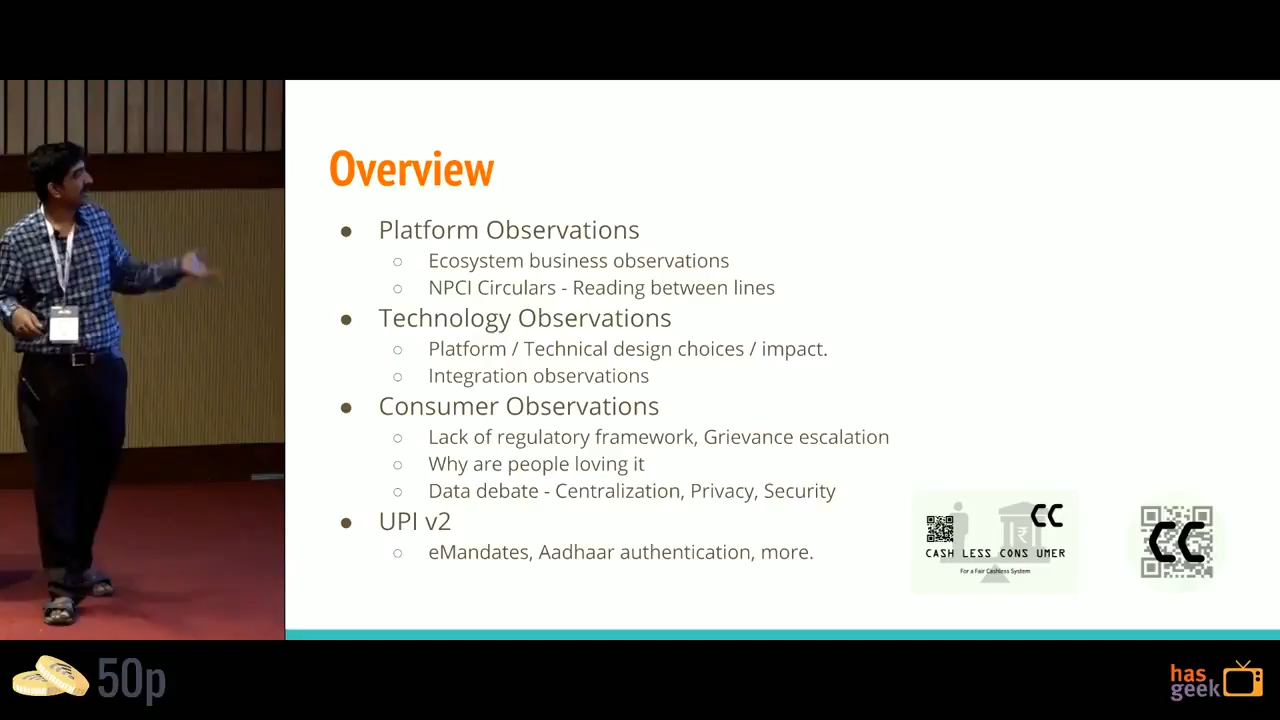 Overview
● Platform Observations
○ Ecosystem business observations
○ NPCI Circulars - Reading between lines
● Technology Observations
○ Platform / Technical design choices / impact.
○ Integration observations
● Consumer Observations
○ Lack of regulatory framework, Grievance escalation
○ Why are people loving it
○ Data debate - Centralization, Privacy, Security
● UPI v2
○ eMandates, Aadhaar authentication, more.
CC
CASH LESS CONS UMER
For a Fair Cashless System
CC
50p
has
geek